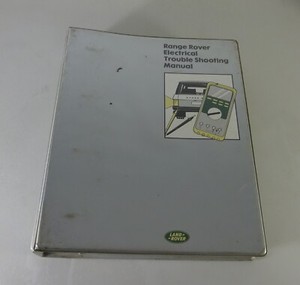 Range Rover
Electrical
Trouble Shooting
Manual
LAND-
-ROVER